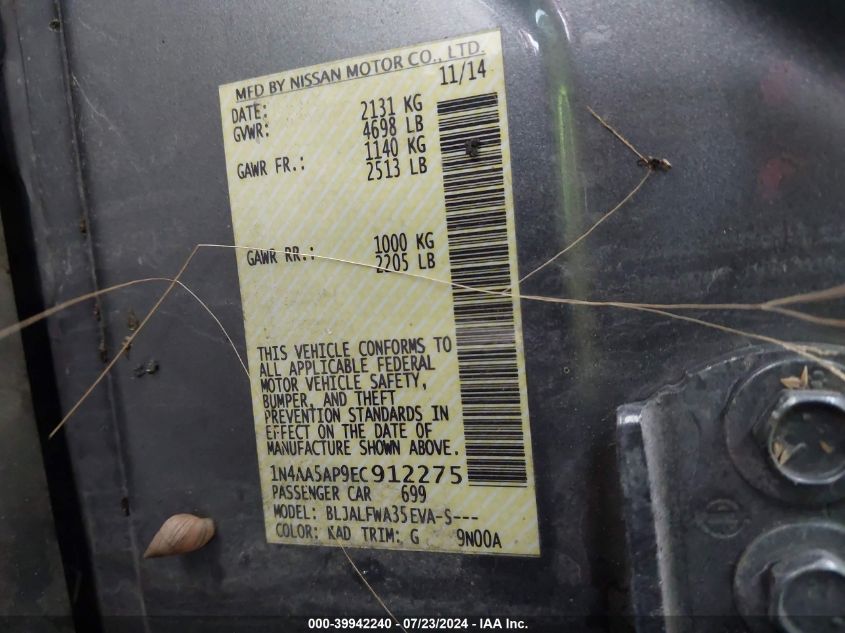 MFD BY NISSAN MOTOR CO., LTD.
DATE: 11/14
GVWR: 2131 KG
4698 LB
GAWR FR.: 1140 KG
2513 LB
GAWR RR.: 1000 KG
2205 LB
THIS VEHICLE CONFORMS TO
ALL APPLICABLE FEDERAL
MOTOR VEHICLE SAFETY,
BUMPER, AND THEFT
PREVENTION STANDARDS IN
EFFECT ON THE DATE OF
MANUFACTURE SHOWN ABOVE.
1N4AA5AP9EC912275
PASSENGER CAR 699
MODEL: BLJALFWA35EVA-S---
COLOR: KAD TRIM: G 9N00A
000-39942240 - 07/23/2024 - IAA Inc.